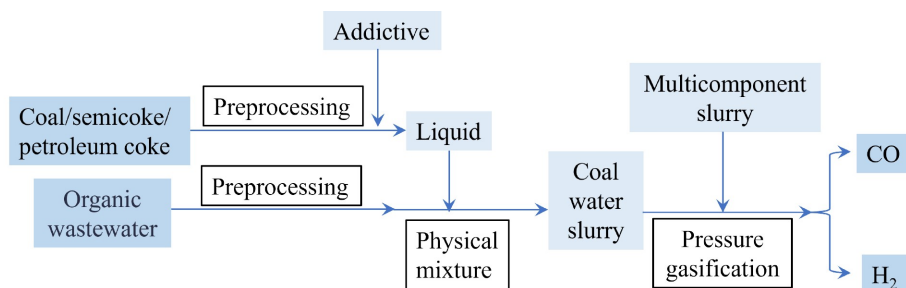 Addictive
Preprocessing
Multicomponent
slurry
Coal/semicoke/
petroleum coke
Liquid
CO
Preprocessing
Organic
wastewater
Coal
water
slurry
Physical
mixture
Pressure
gasification
H₂